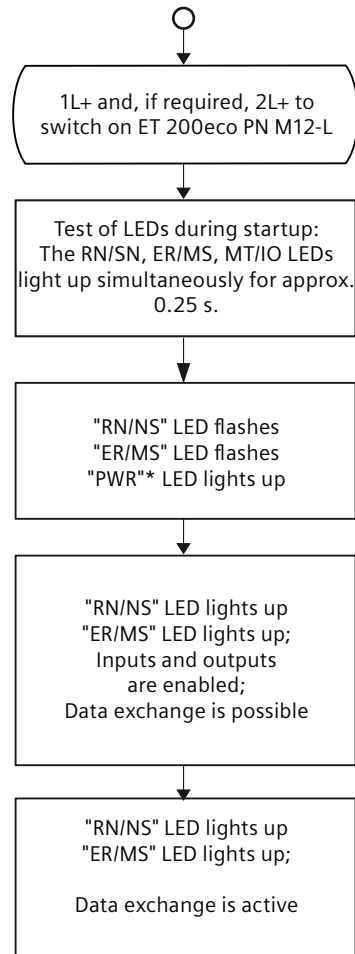 1L+ and, if required, 2L+ to
switch on ET 200eco PN M12-L
Test of LEDs during startup:
The RN/SN, ER/MS, MT/IO LEDs
light up simultaneously for approx.
0.25 s.
"RN/NS" LED flashes
"ER/MS" LED flashes
"PWR"* LED lights up
"RN/NS" LED lights up
"ER/MS" LED lights up;
Inputs and outputs
are enabled;
Data exchange is possible
"RN/NS" LED lights up
"ER/MS" LED lights up;
Data exchange is active